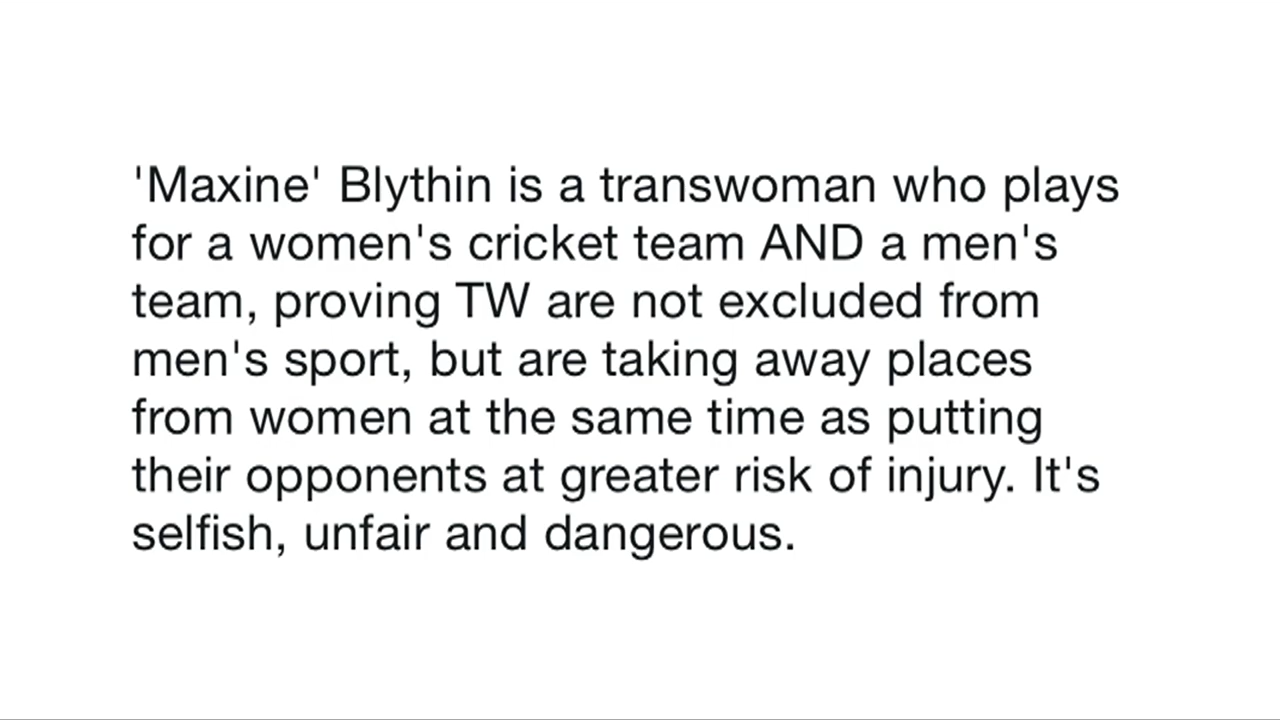 'Maxine' Blythin is a transwoman who plays
for a women's cricket team AND a men's
team, proving TW are not excluded from
men's sport, but are taking away places
from women at the same time as putting
their opponents at greater risk of injury. It's
selfish, unfair and dangerous.